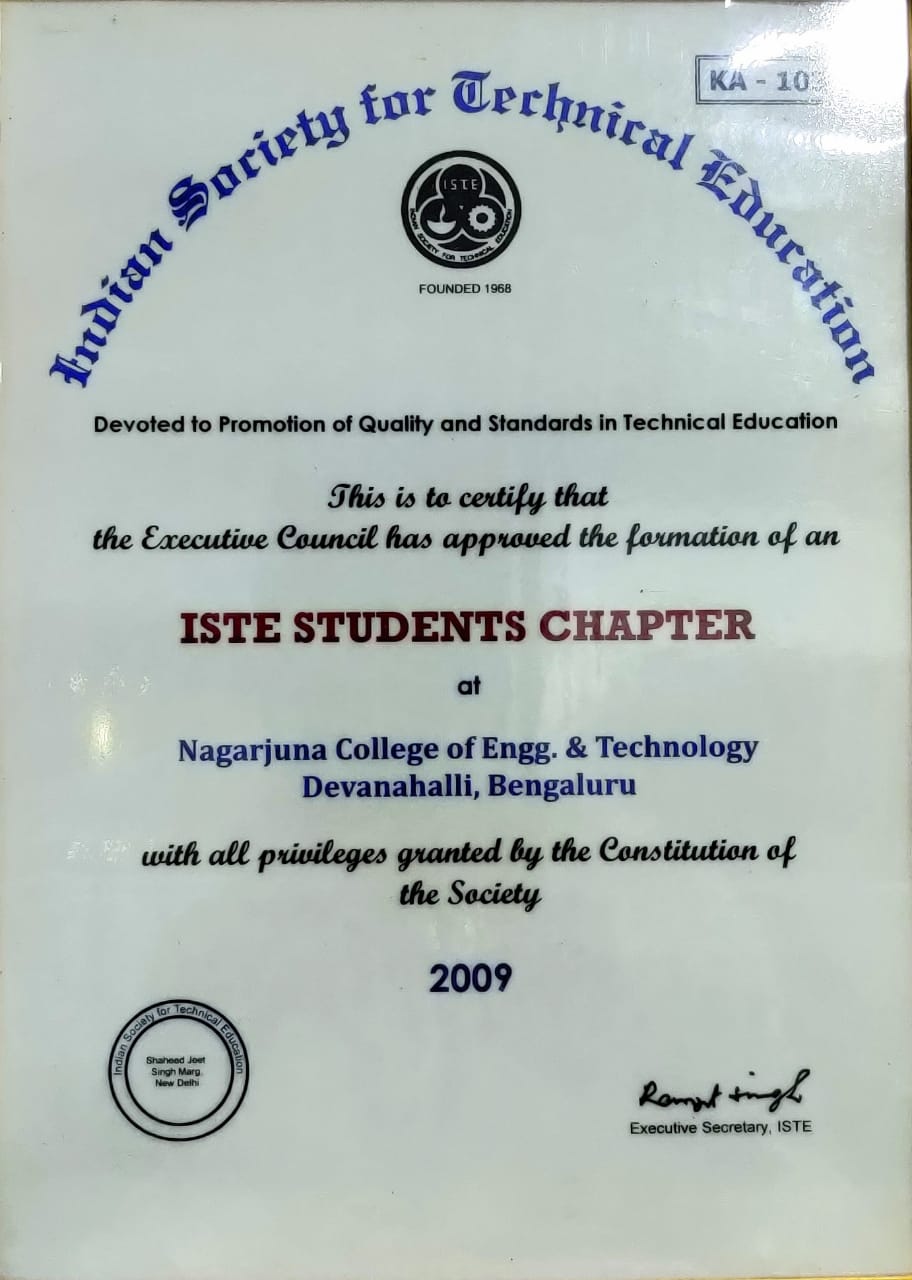 KA - 10
Indian Society for Technical Education
ISTE
INDIAN SOCIETY FOR TECHNICAL EDUCATION
FOUNDED 1968
Devoted to Promotion of Quality and Standards in Technical Education
This is to certify that
the Executive Council has approved the formation of an
ISTE STUDENTS CHAPTER
at
Nagarjuna College of Engg. & Technology
Devanahalli, Bengaluru
with all privileges granted by the Constitution of
the Society
2009
Indian Society for Technical Education
Shaheed Jeet
Singh Marg,
New Delhi
Executive Secretary, ISTE